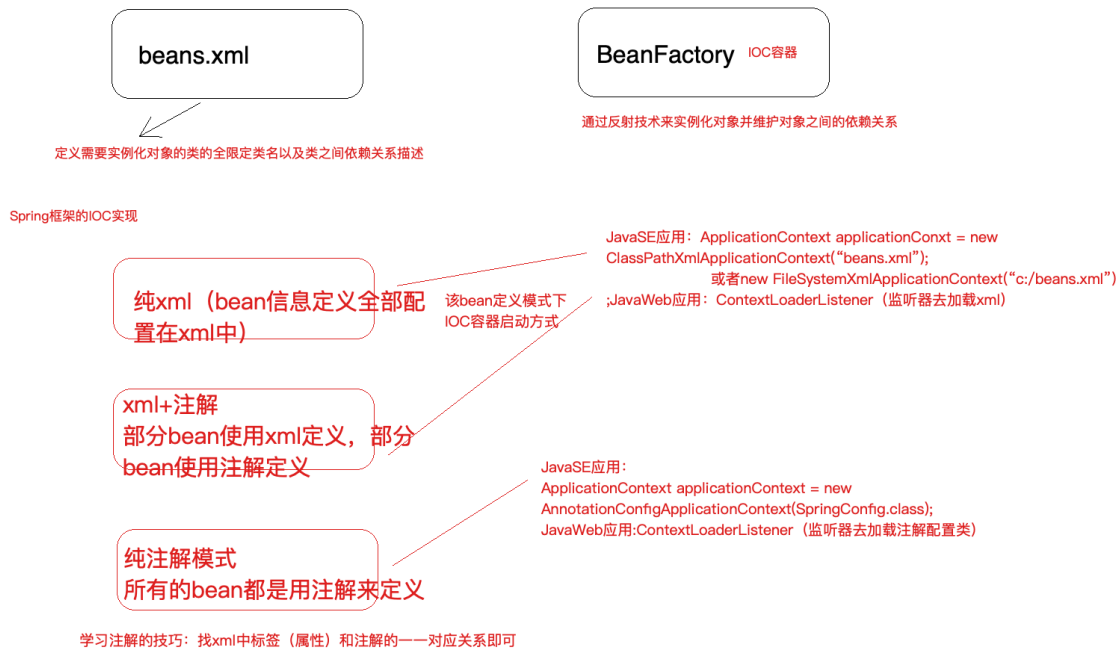 beans.xml
BeanFactory IOC容器
通过反射技术来实例化对象并维护对象之间的依赖关系
定义需要实例化对象的类的全限定类名以及类之间依赖关系描述
Spring框架的IOC实现
JavaSE应用：ApplicationContext applicationConxt = new
ClassPathXmlApplicationContext(“beans.xml”);
或者new FileSystemXmlApplicationContext(“c:/beans.xml”)
;JavaWeb应用：ContextLoaderListener（监听器去加载xml）
纯xml（bean信息定义全部配
置在xml中）
该bean定义模式下
IOC容器启动方式
xml+注解
部分bean使用xml定义，部分
bean使用注解定义
JavaSE应用：
ApplicationContext applicationContext = new
AnnotationConfigApplicationContext(SpringConfig.class);
JavaWeb应用:ContextLoaderListener（监听器去加载注解配置类）
纯注解模式
所有的bean都是用注解来定义
学习注解的技巧：找xml中标签（属性）和注解的一一对应关系即可